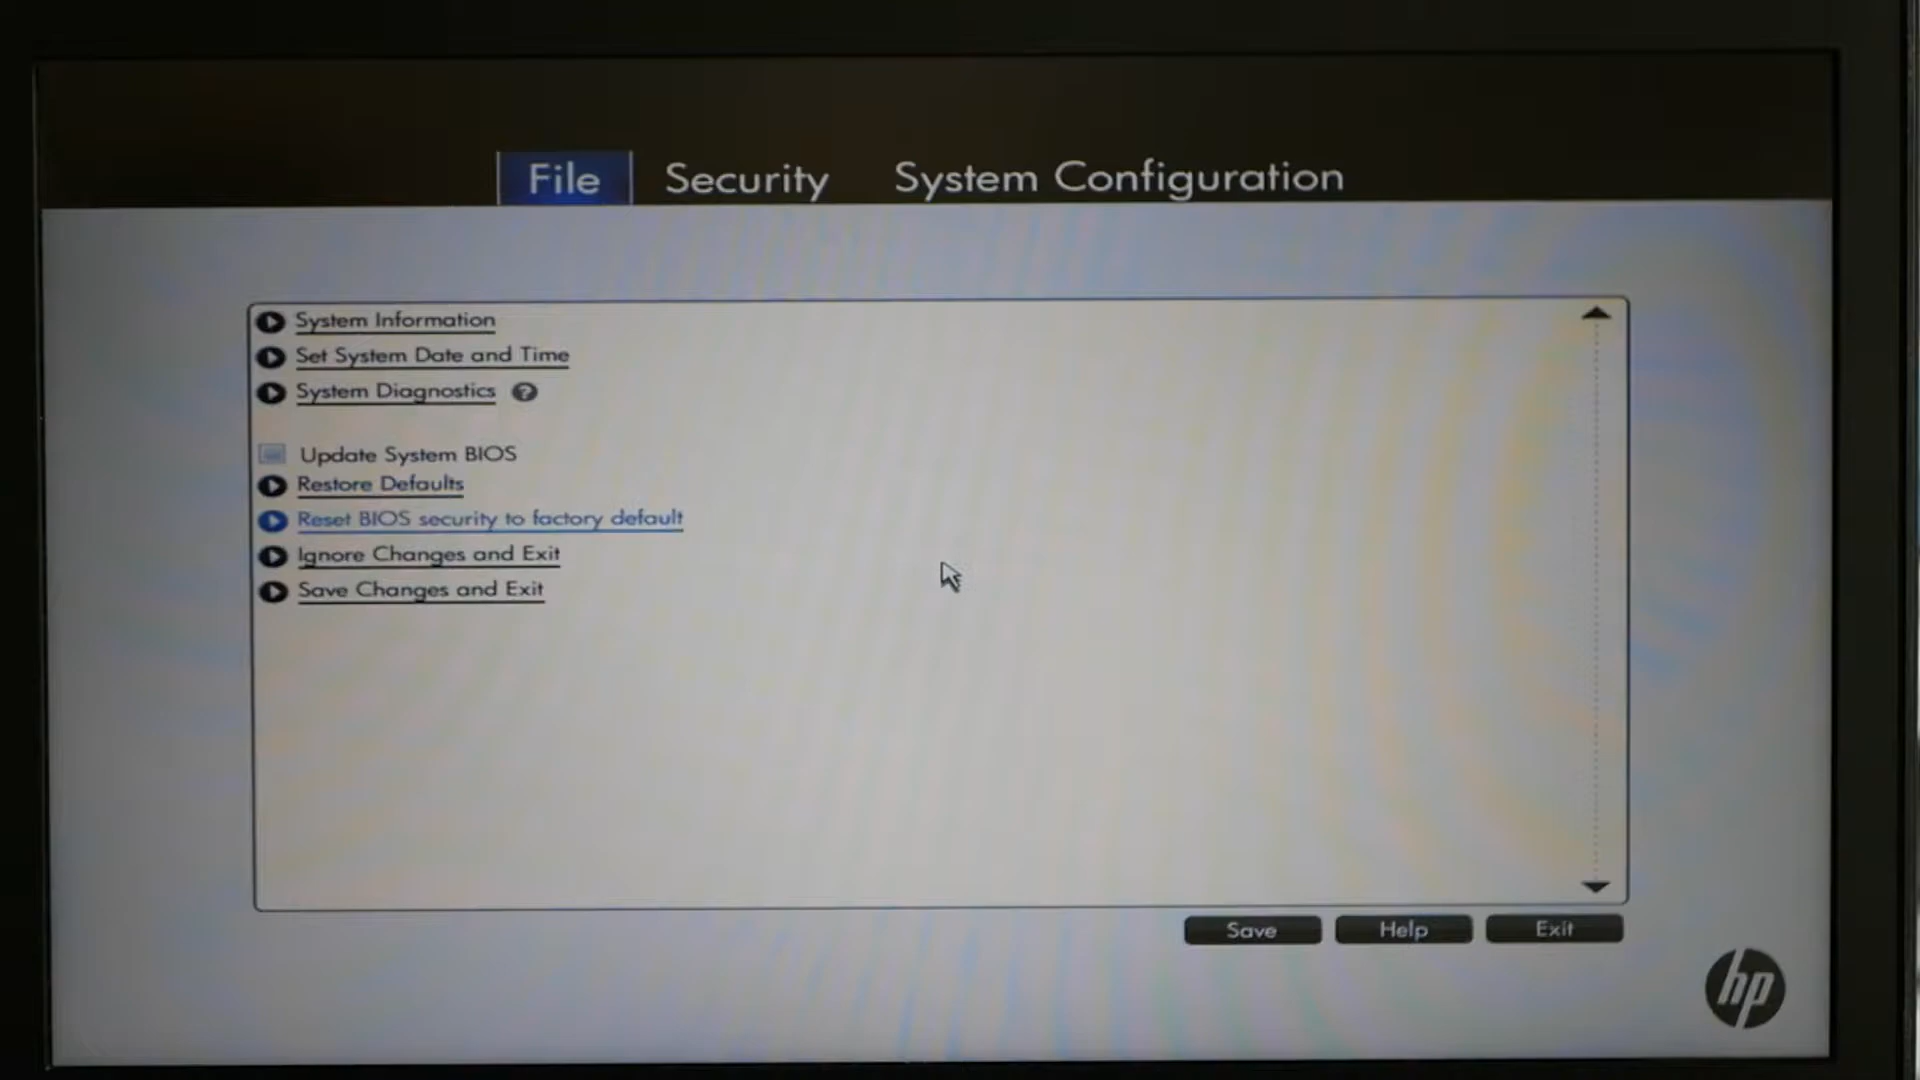 File Security System Configuration
System Information
Set System Date and Time
System Diagnostics ?
Update System BIOS
Restore Defaults
Reset BIOS security to factory default
Ignore Changes and Exit
Save Changes and Exit
Save Help Exit
hp